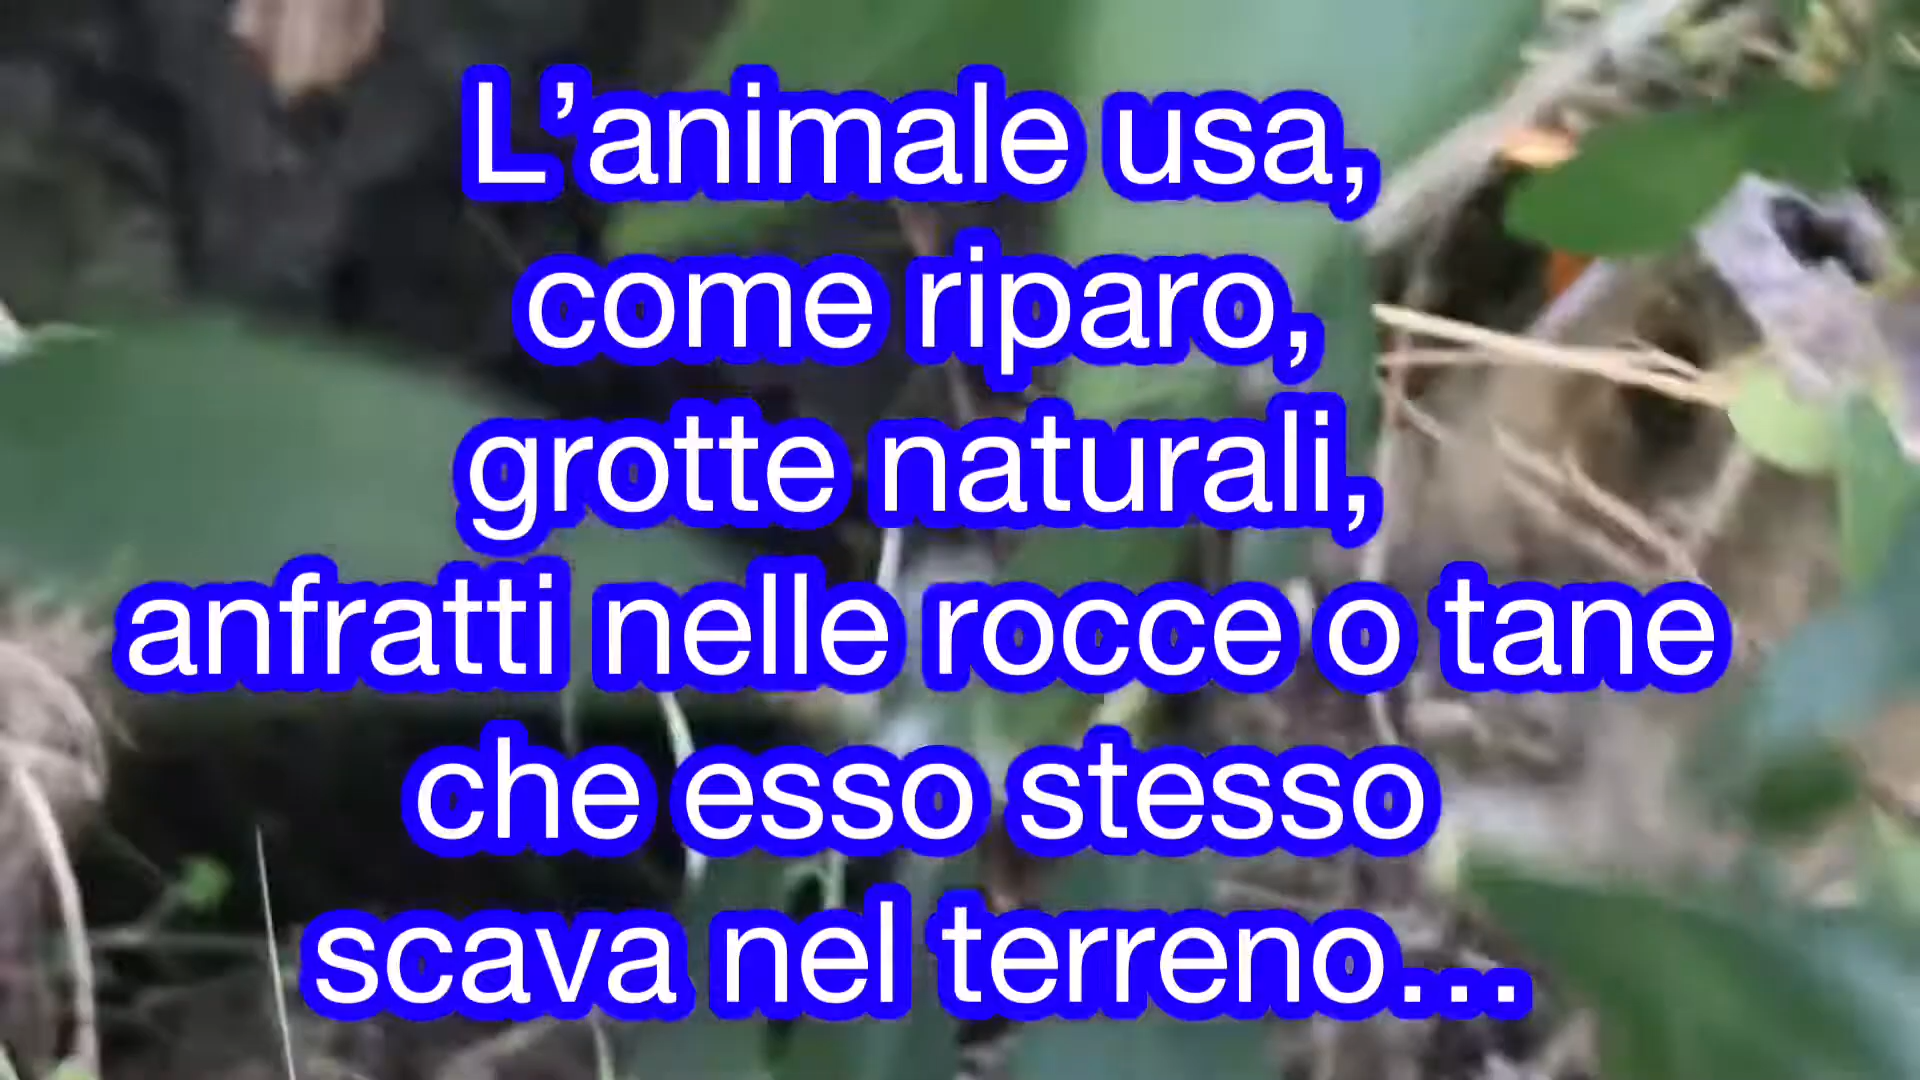 L’animale usa,
come riparo,
grotte naturali,
anfratti nelle rocce o tane
che esso stesso
scava nel terreno...